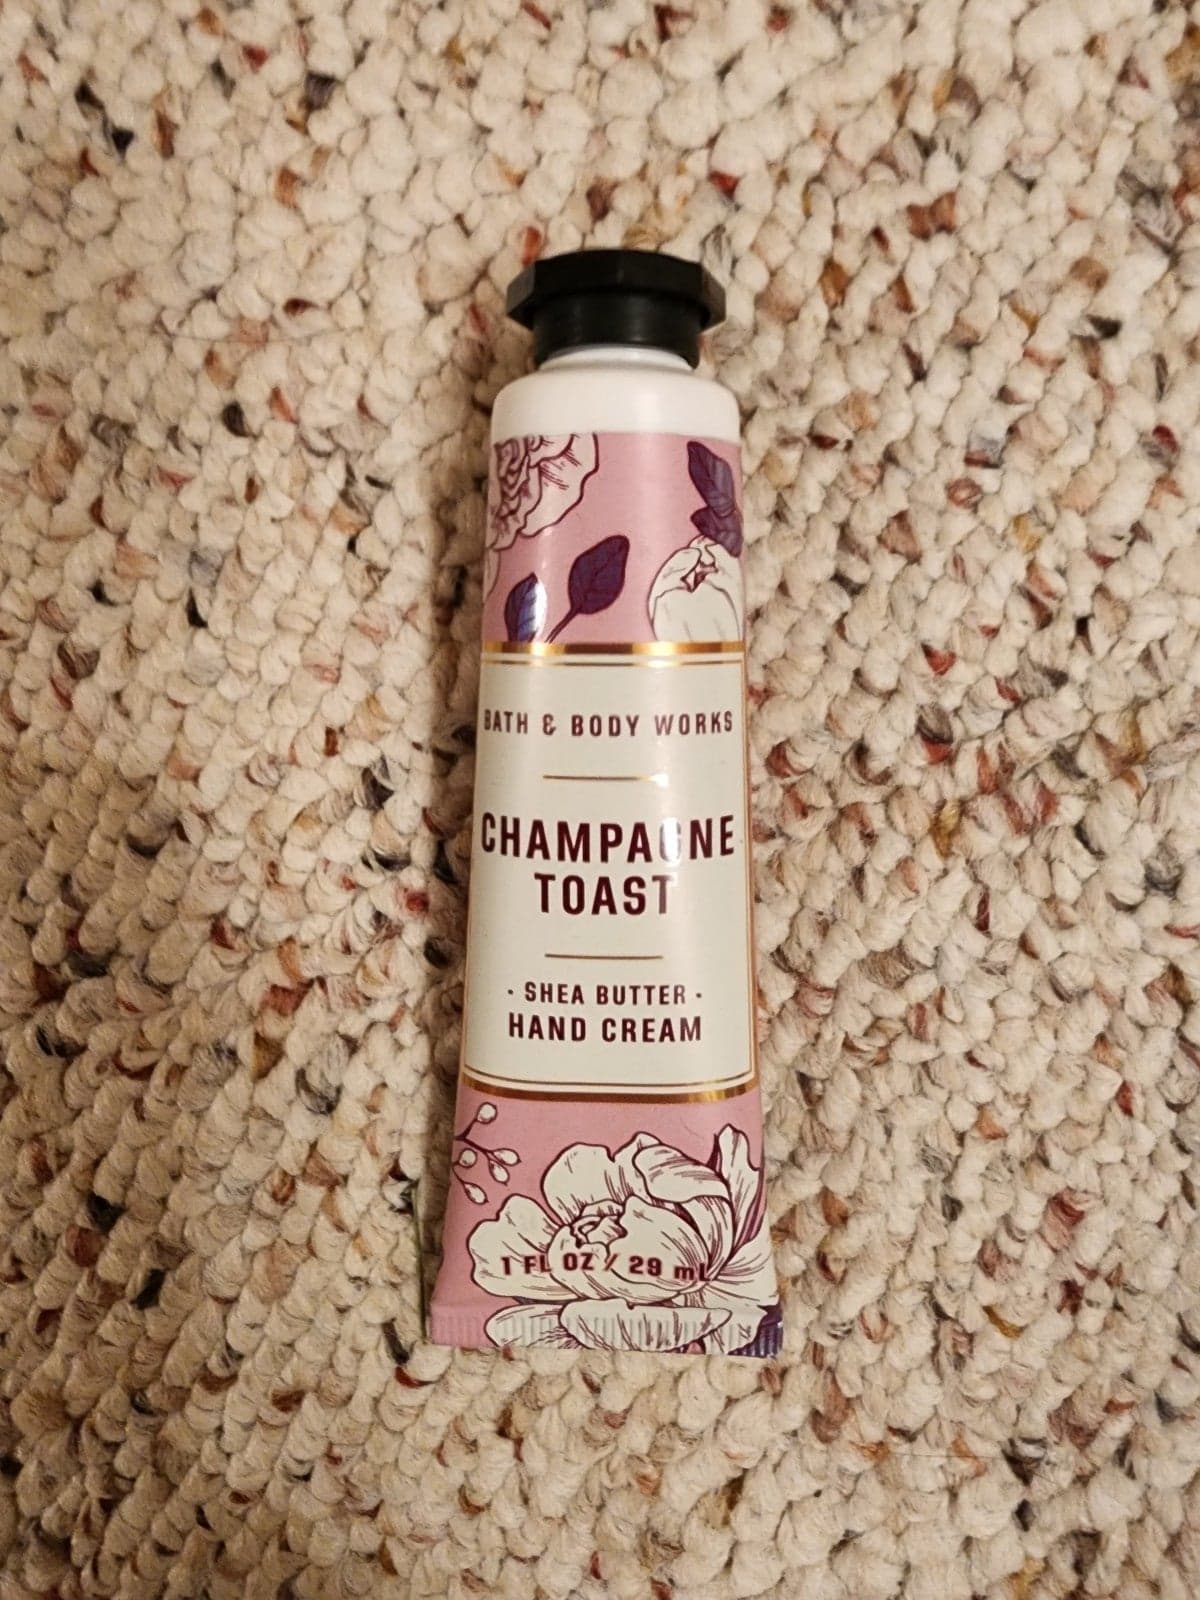 BATH & BODY WORKS
CHAMPAGNE
TOAST
· SHEA BUTTER ·
HAND CREAM
1 FL OZ / 29 mL